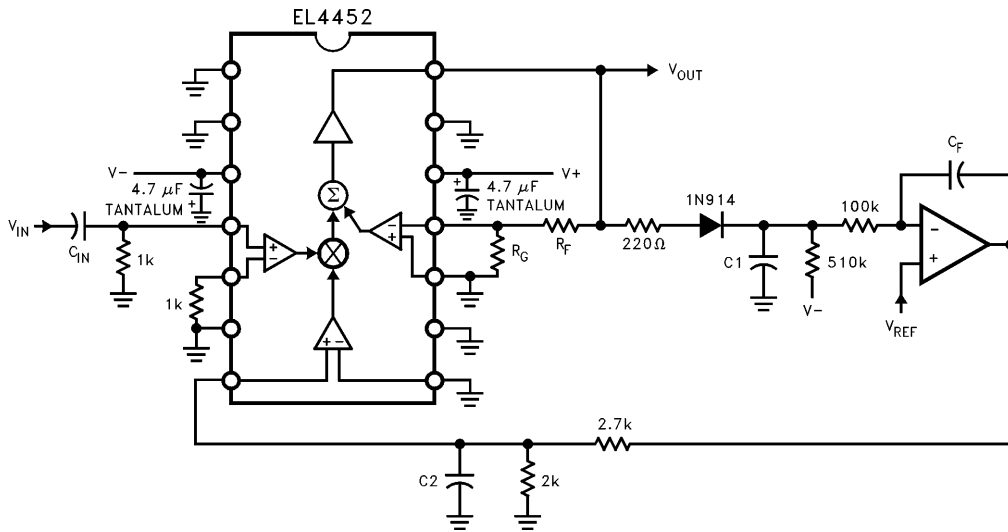 EL4452
V_OUT
V-
4.7 μF
TANTALUM
+
Σ
+
4.7 μF
TANTALUM
V+
C_F
1N914
100k
V_IN
C_IN
1k
+
-
-
+
R_G
R_F
220Ω
C1
510k
V-
-
+
V_REF
1k
+ -
2.7k
C2
2k